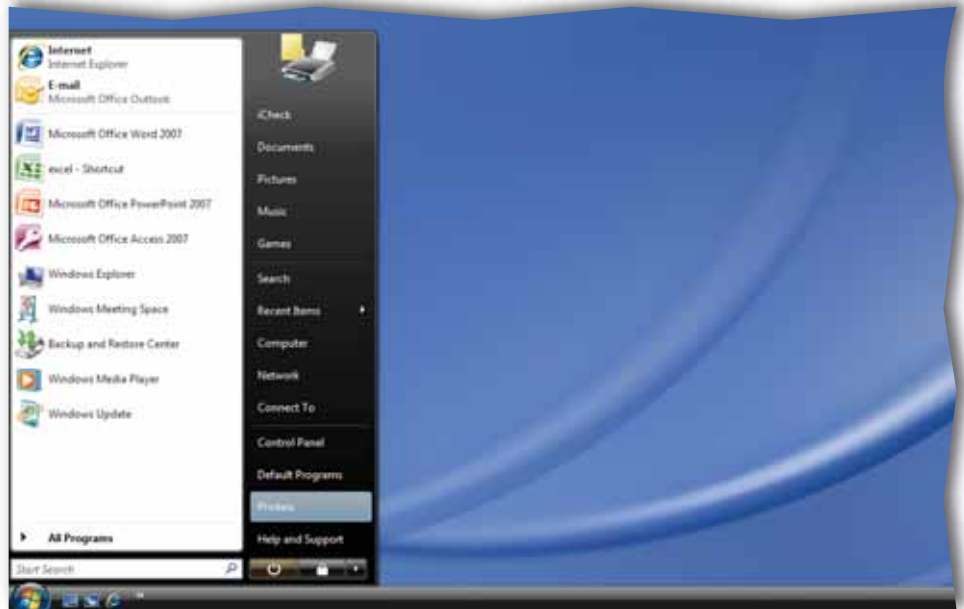 Internet
Internet Explorer
E-mail
Microsoft Office Outlook
Microsoft Office Word 2007
excel - Shortcut
Microsoft Office PowerPoint 2007
Microsoft Office Access 2007
Windows Explorer
Windows Meeting Space
Backup and Restore Center
Windows Media Player
Windows Update
All Programs
Start Search
iCheck
Documents
Pictures
Music
Games
Search
Recent Items
Computer
Network
Connect To
Control Panel
Default Programs
Printers
Help and Support